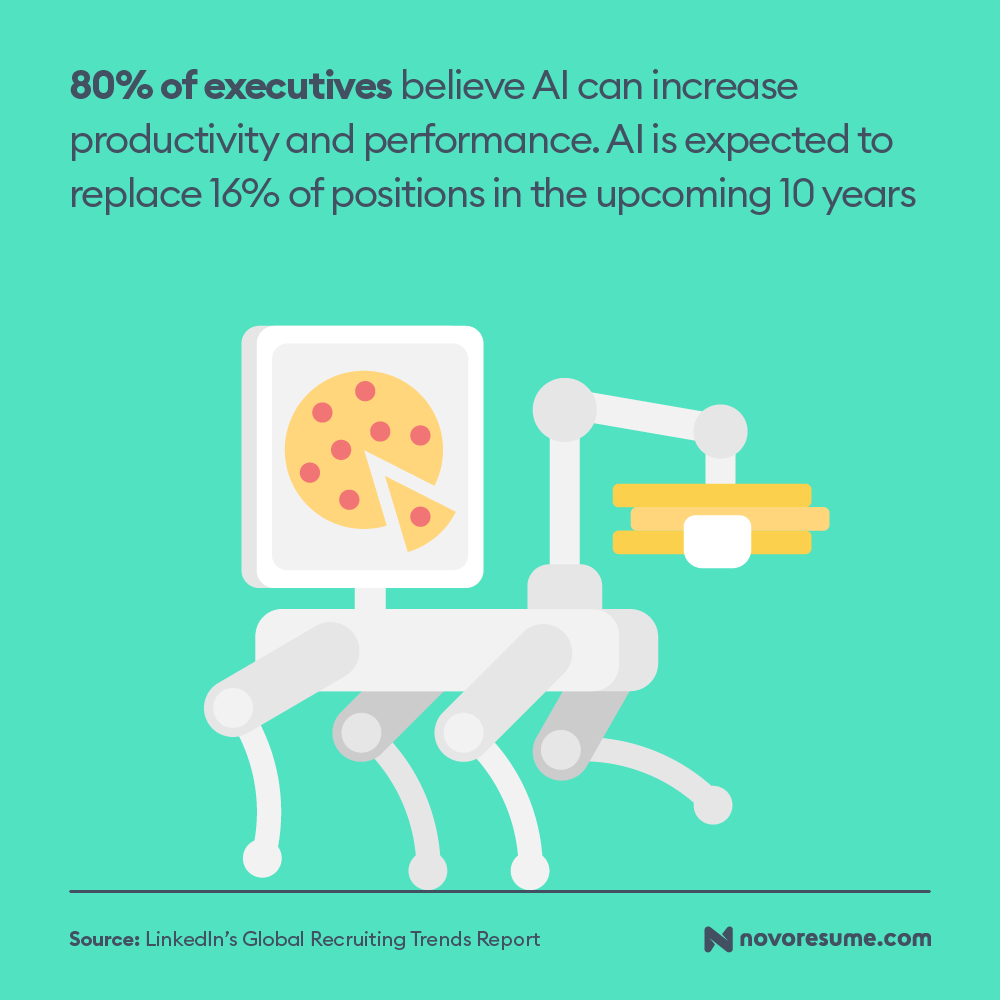 80% of executives believe AI can increase
productivity and performance. AI is expected to
replace 16% of positions in the upcoming 10 years
Source: LinkedIn's Global Recruiting Trends Report
novoresume.com